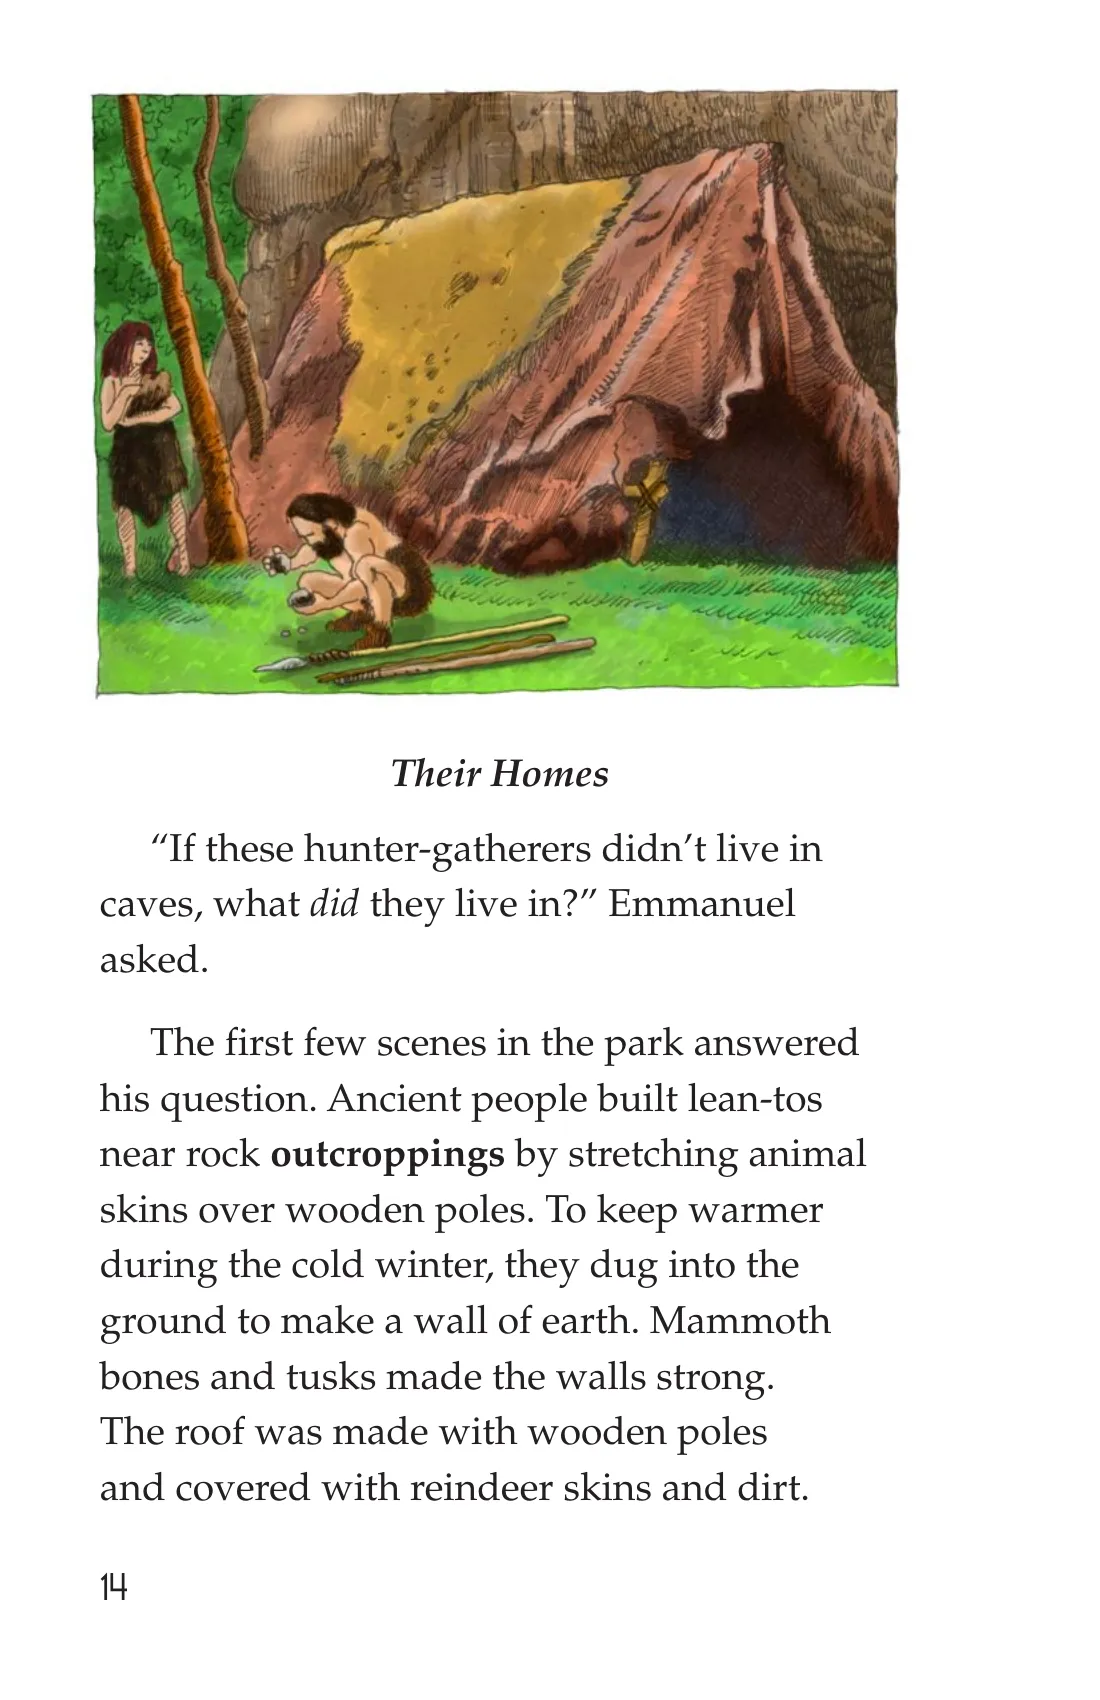 Their Homes
“If these hunter-gatherers didn’t live in
caves, what did they live in?” Emmanuel
asked.
The first few scenes in the park answered
his question. Ancient people built lean-tos
near rock outcroppings by stretching animal
skins over wooden poles. To keep warmer
during the cold winter, they dug into the
ground to make a wall of earth. Mammoth
bones and tusks made the walls strong.
The roof was made with wooden poles
and covered with reindeer skins and dirt.
14